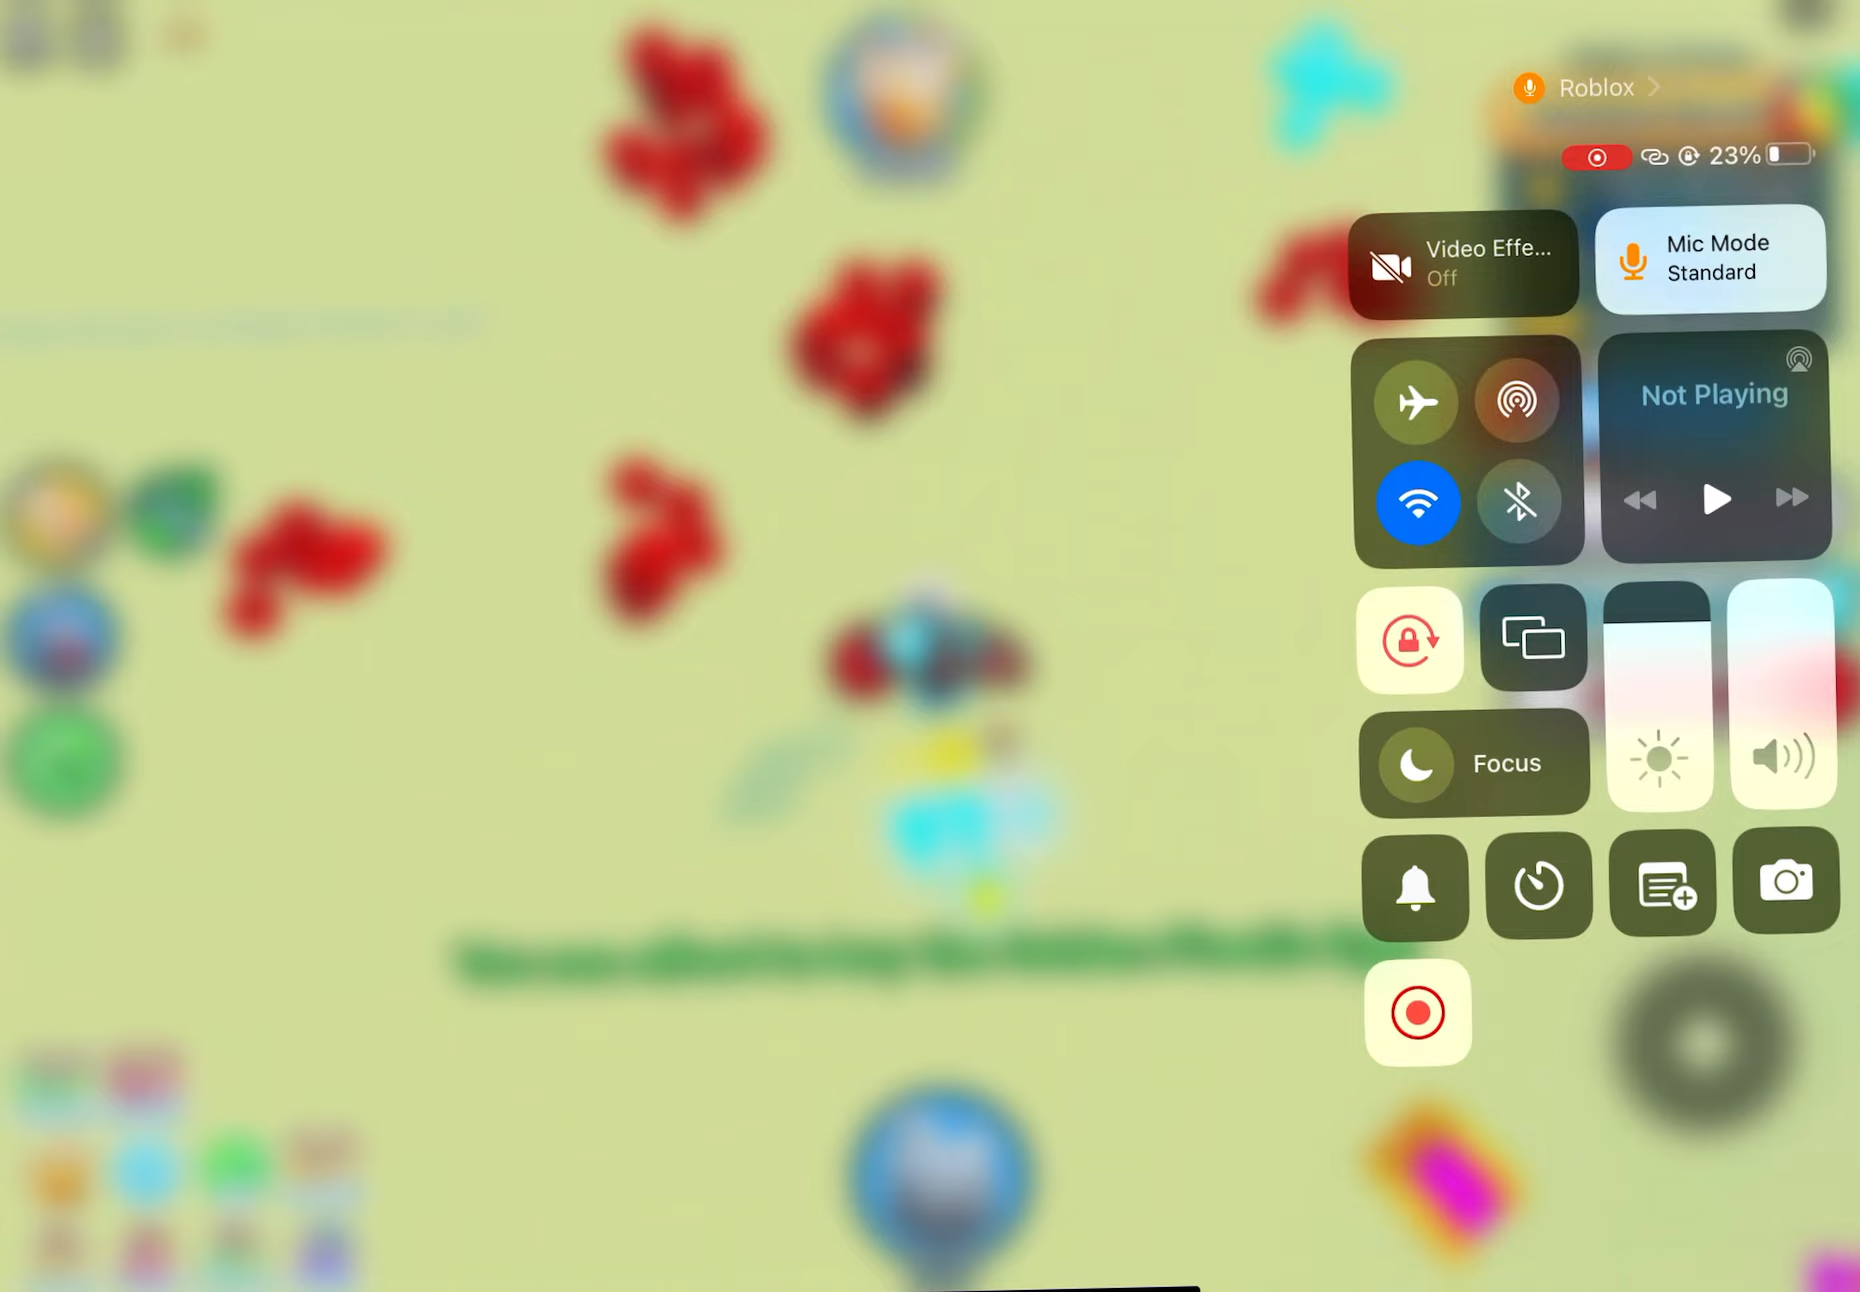 Roblox
23%
Video Effe...
Off
Mic Mode
Standard
Not Playing
Focus